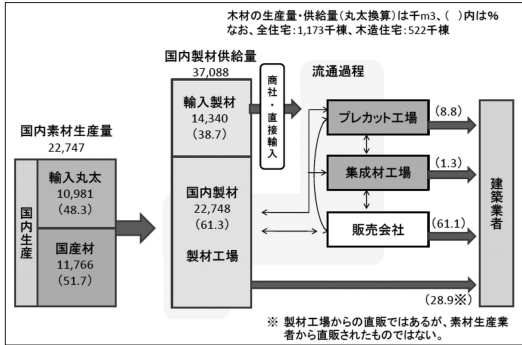 木材の生産量・供給量(丸太換算)は千m3、( )内は%
なお、全住宅:1,173千棟、木造住宅:522千棟
国内製材供給量
37,088
商社・直接輸入
流通過程
輸入製材
14,340
(38.7)
プレカット工場
(8.8)
国内素材生産量
22,747
国内生産
輸入丸太
10,981
(48.3)
国産材
11,766
(51.7)
国内製材
22,748
(61.3)
製材工場
集成材工場
(1.3)
販売会社
(61.1)
建築業者
(28.9※)
※ 製材工場からの直販ではあるが、素材生産業
者から直販されたものではない。